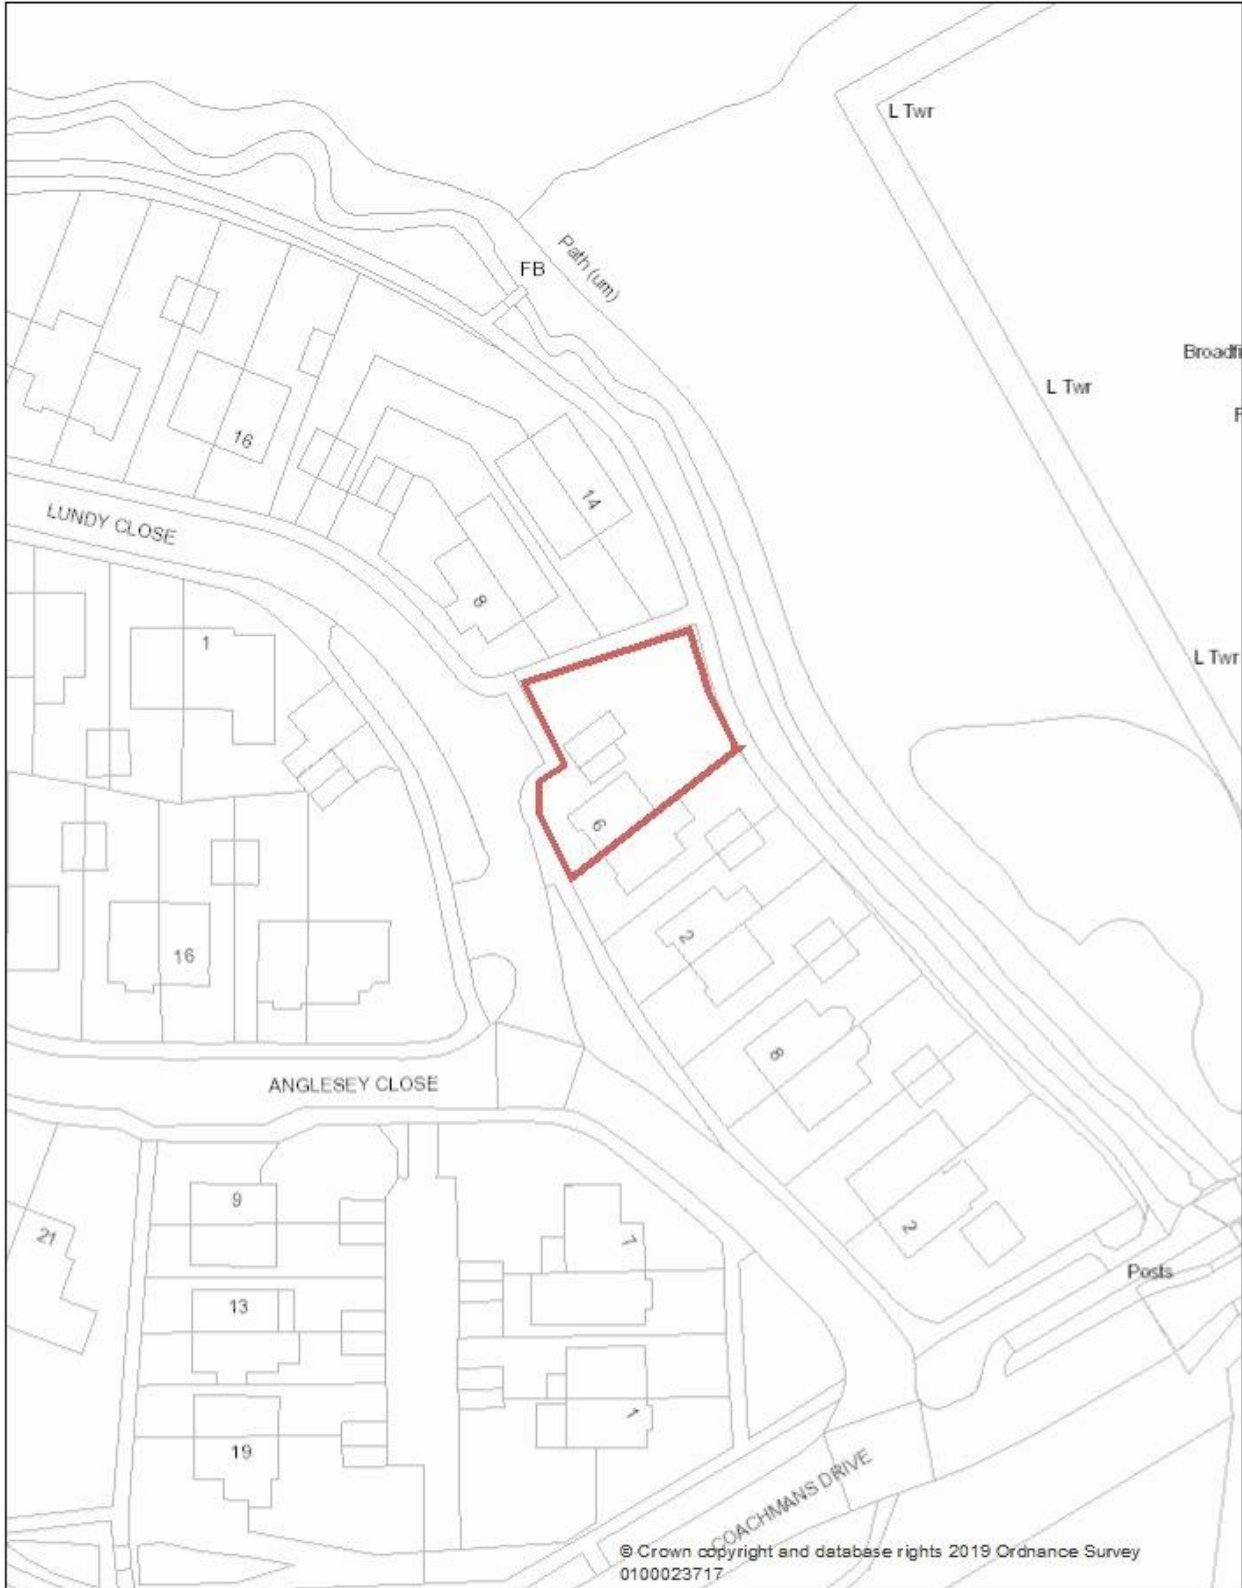 L Twr
FB
Path (um)
Broadfi
L Twr
F
16
14
LUNDY CLOSE
8
1
L Twr
6
2
16
8
ANGLESEY CLOSE
9
21
7
2
Posts
13
1
19
COACHMANS DRIVE
© Crown copyright and database rights 2019 Ordnance Survey
0100023717